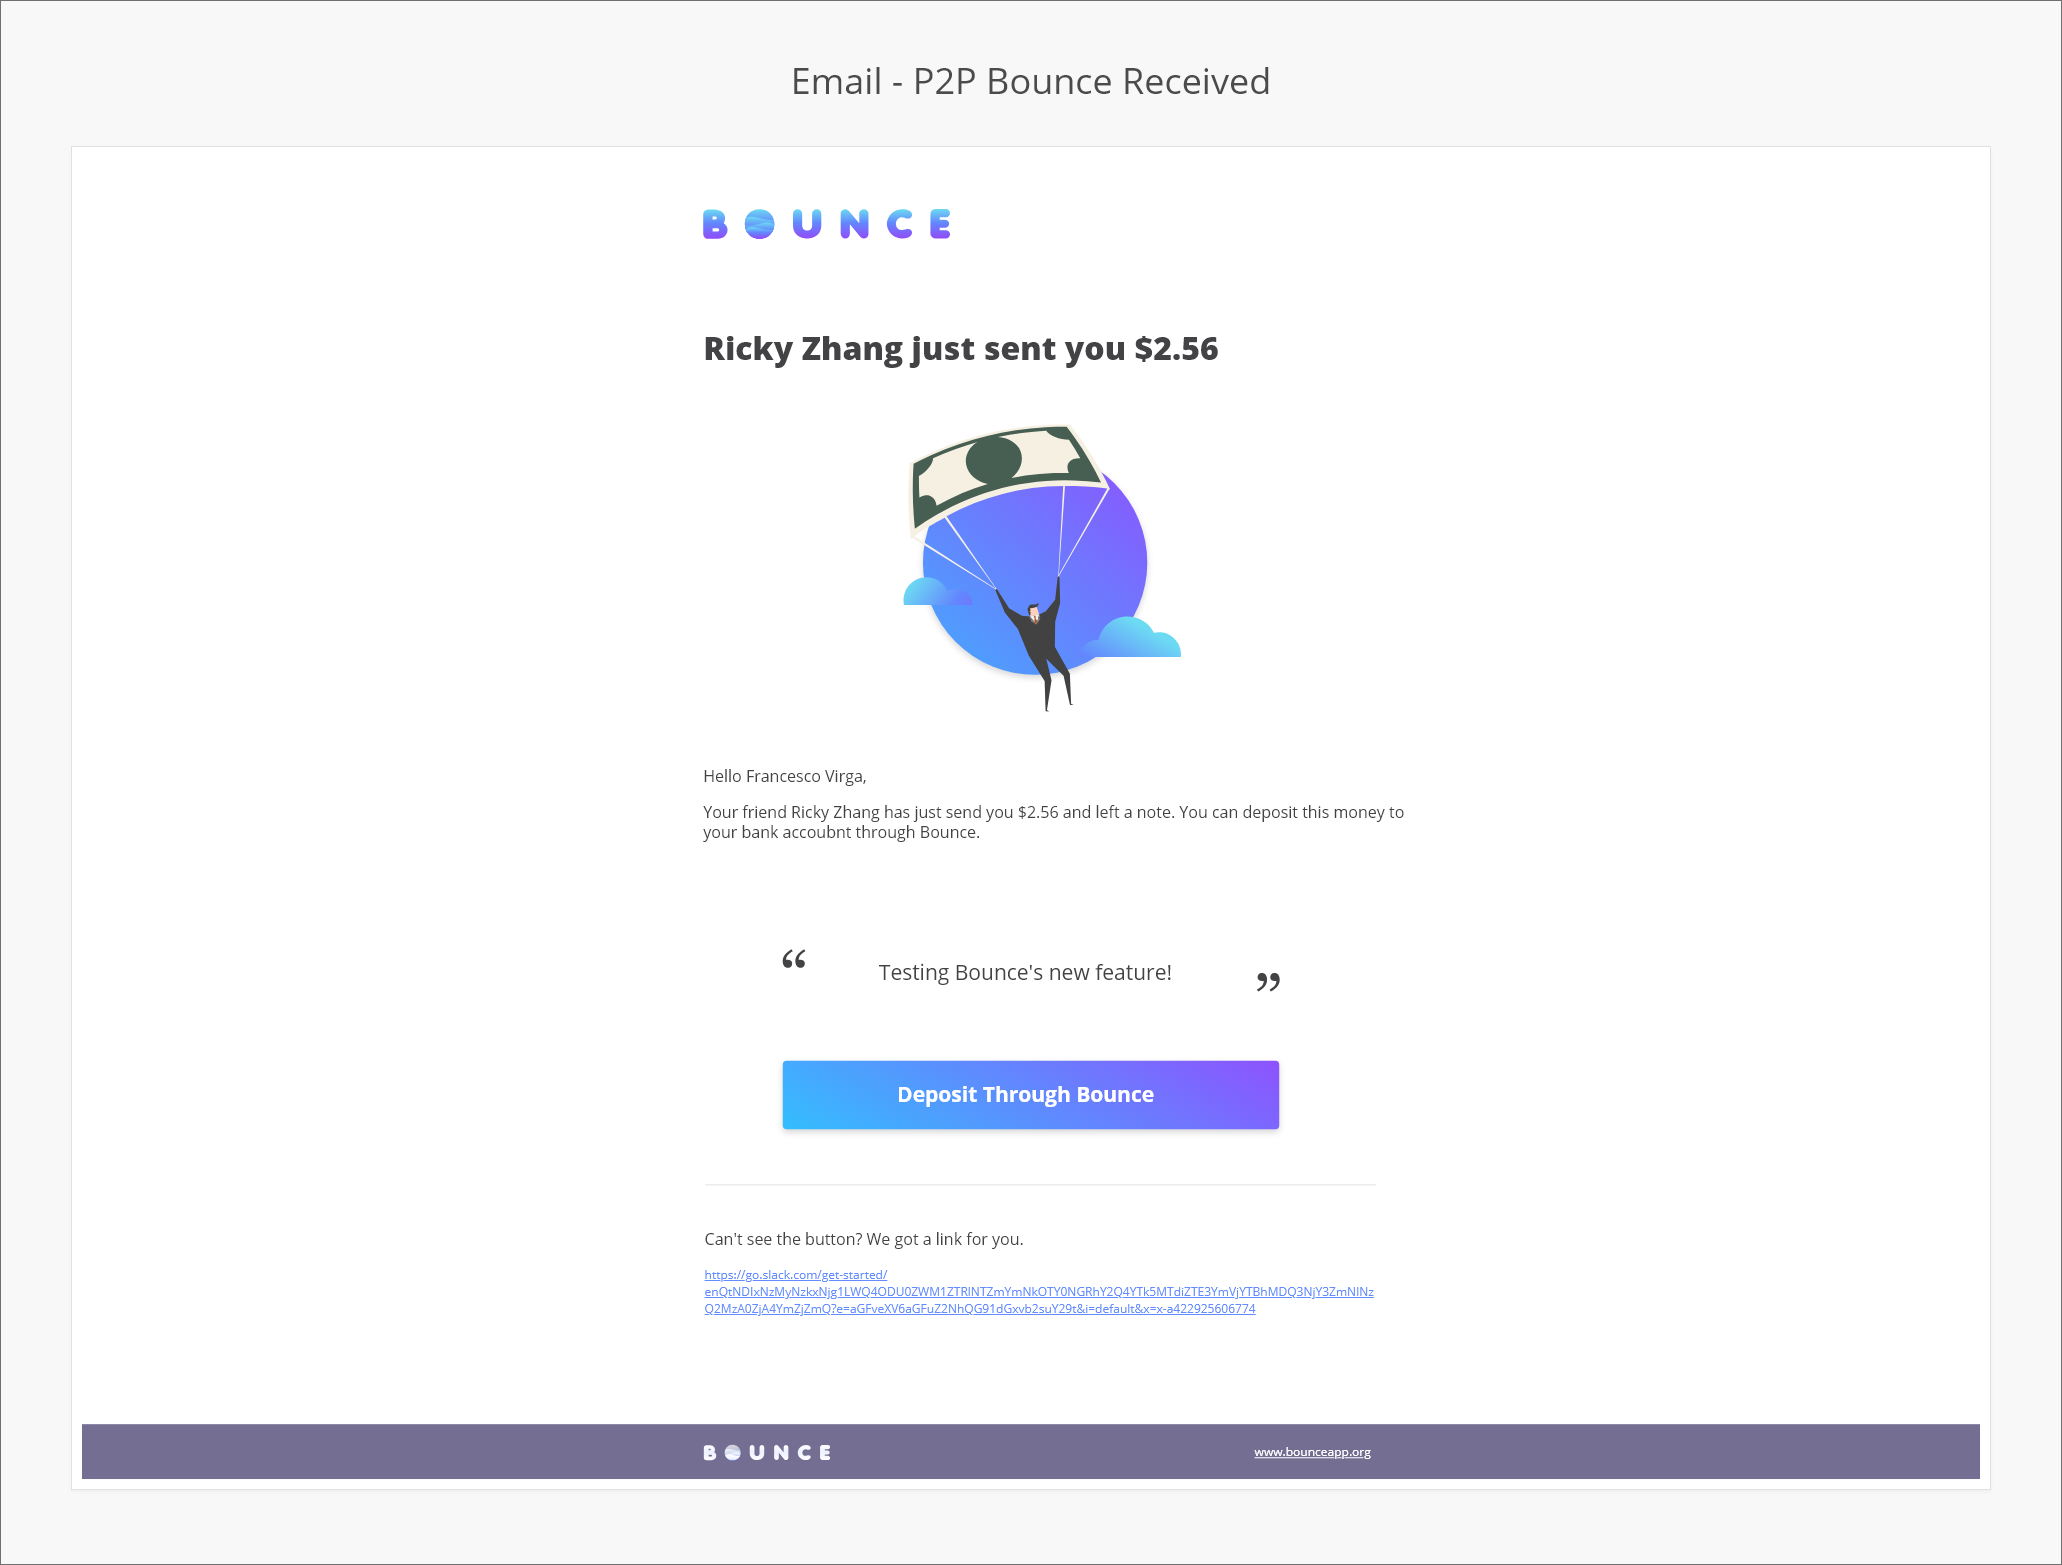 Email - P2P Bounce Received
BOUNCE
Ricky Zhang just sent you $2.56
Hello Francesco Virga,
Your friend Ricky Zhang has just send you $2.56 and left a note. You can deposit this money to
your bank accoubnt through Bounce.
“ Testing Bounce's new feature! ”
Deposit Through Bounce
Can't see the button? We got a link for you.
https://go.slack.com/get-started/
enQtNDIxNzMyNzkxNjg1LWQ4ODU0ZWM1ZTRlNTZmYmNkOTY0NGRhY2Q4YTk5MTdiZTE3YmVjYTBhMDQ3NjY3ZmNlNz
Q2MzA0ZjA4YmZjZmQ?e=aGFveXV6aGFuZ2NhQG91dGxvb2suY29t&i=default&x=x-a422925606774
BOUNCE
www.bounceapp.org